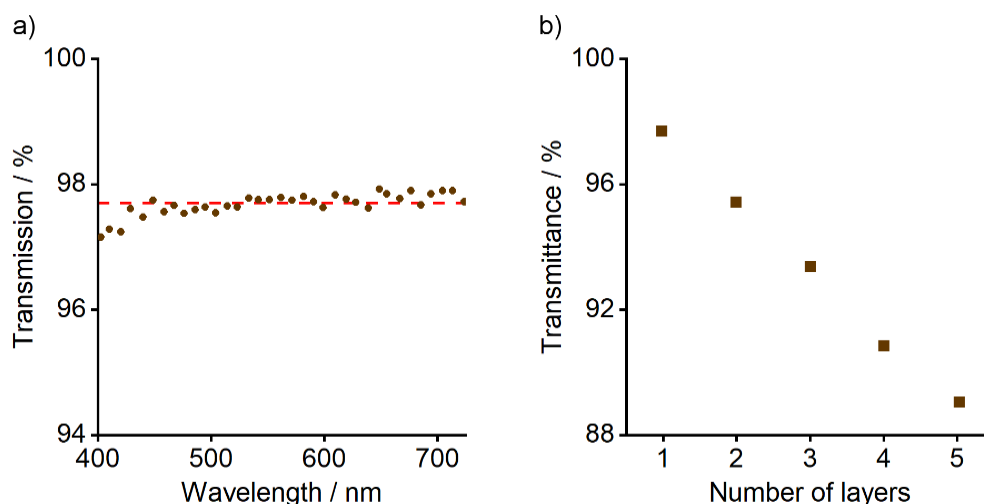 a)
100
98
96
94
Transmission / %
400 500 600 700
Wavelength / nm
b)
100
96
92
88
Transmittance / %
1 2 3 4 5
Number of layers